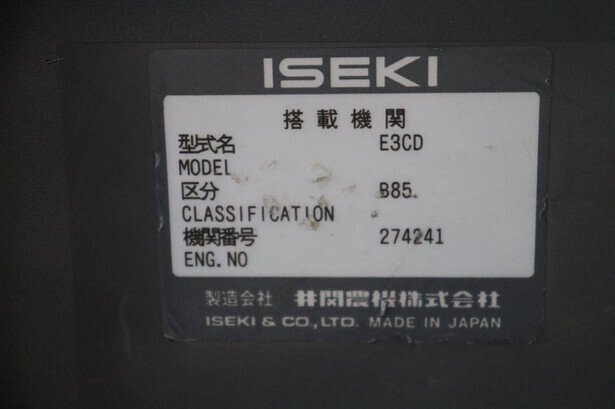 ISEKI
搭載機関
型式名 E3CD
MODEL
区分 B85
CLASSIFICATION
機関番号 274241
ENG.NO
製造会社 井関農機株式会社
ISEKI & CO.,LTD. MADE IN JAPAN